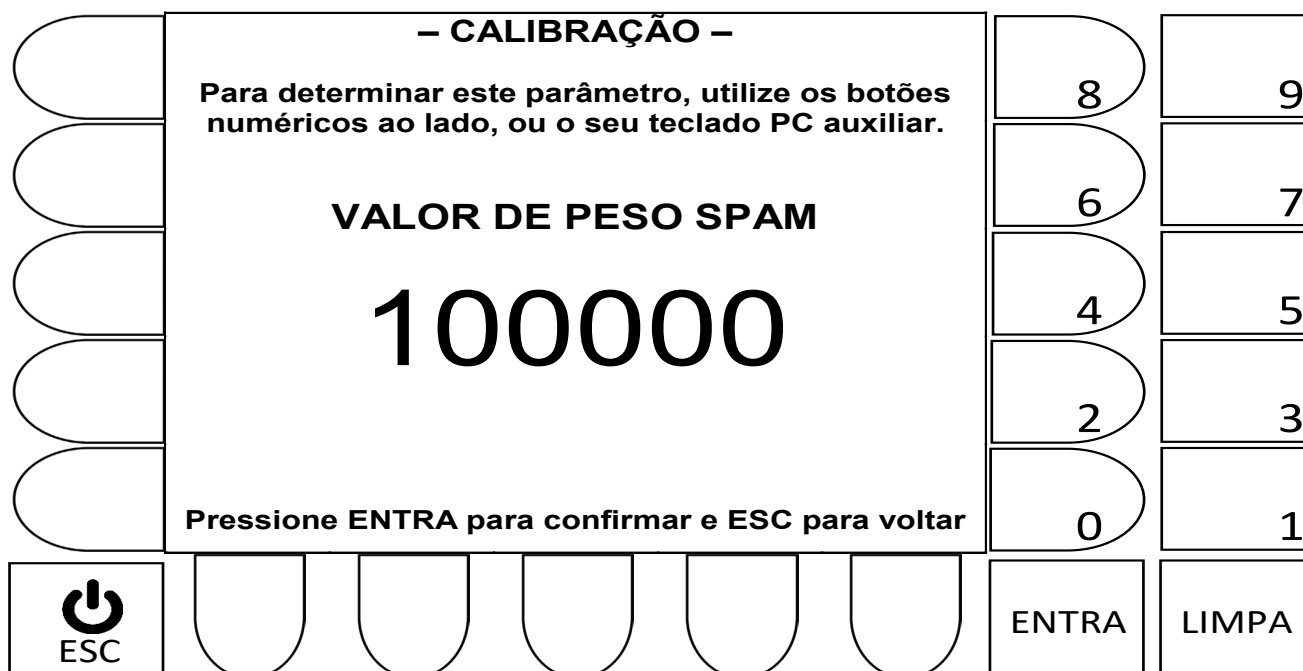 – CALIBRAÇÃO –
Para determinar este parâmetro, utilize os botões
numéricos ao lado, ou o seu teclado PC auxiliar.
VALOR DE PESO SPAM
100000
Pressione ENTRA para confirmar e ESC para voltar
8 9
6 7
4 5
2 3
0 1
ESC
ENTRA
LIMPA